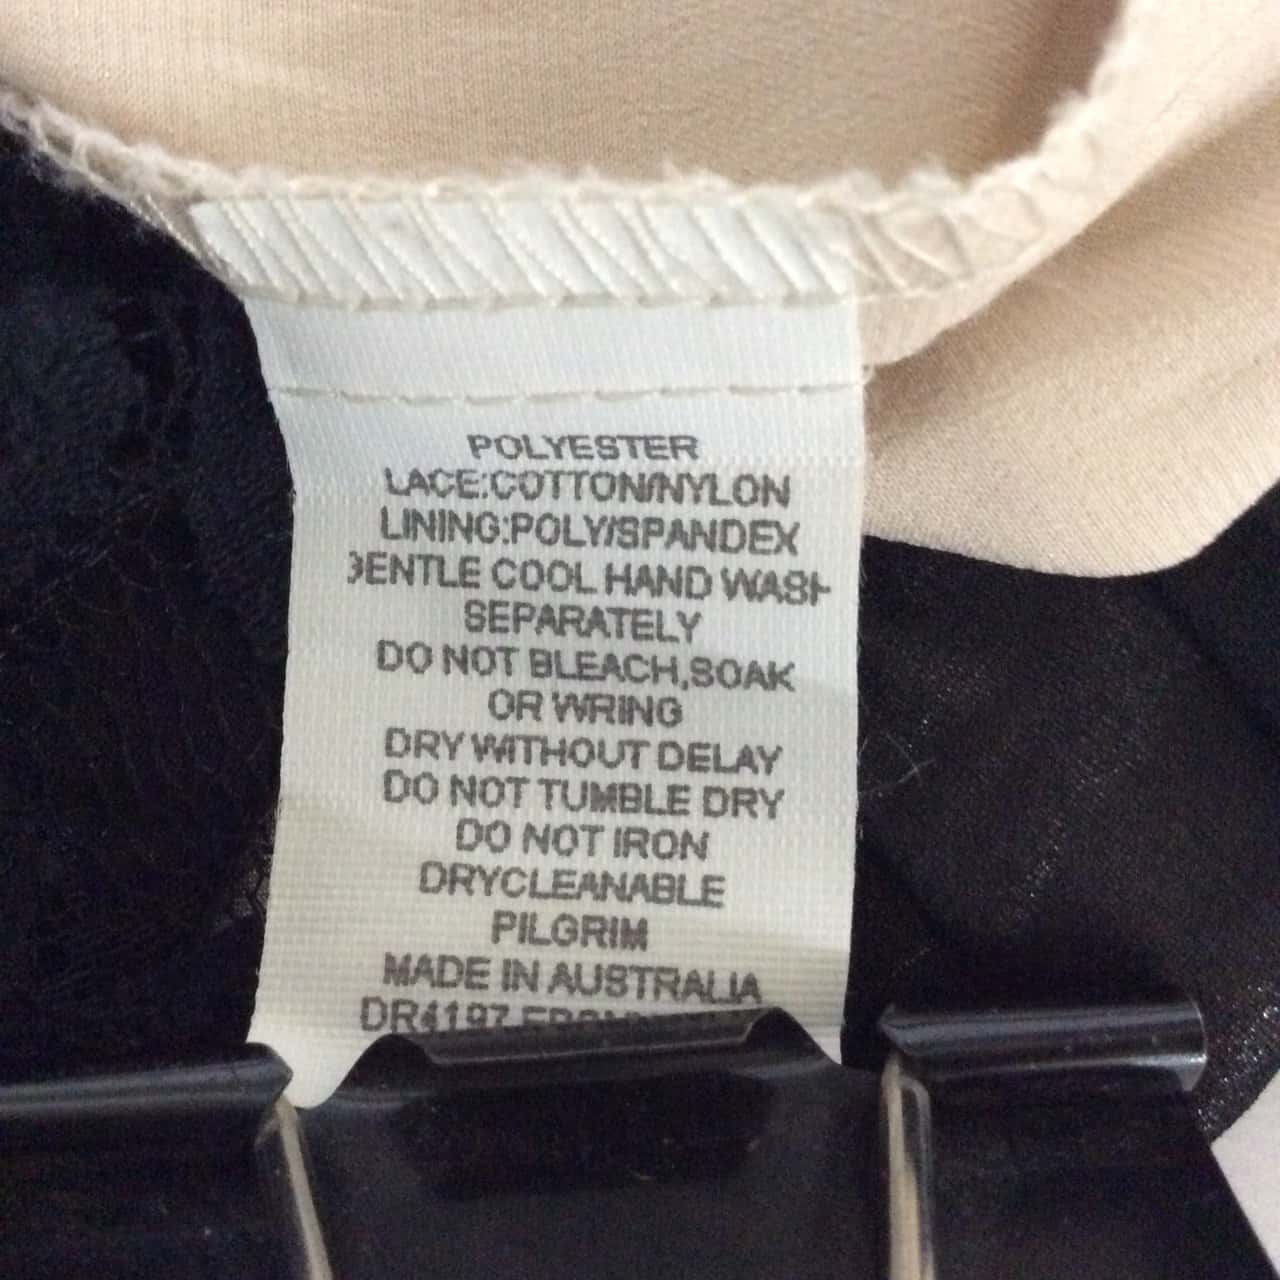 POLYESTER
LACE:COTTON/NYLON
LINING:POLY/SPANDEX
GENTLE COOL HAND WASH
SEPARATELY
DO NOT BLEACH,SOAK
OR WRING
DRY WITHOUT DELAY
DO NOT TUMBLE DRY
DO NOT IRON
DRYCLEANABLE
PILGRIM
MADE IN AUSTRALIA
DR4197